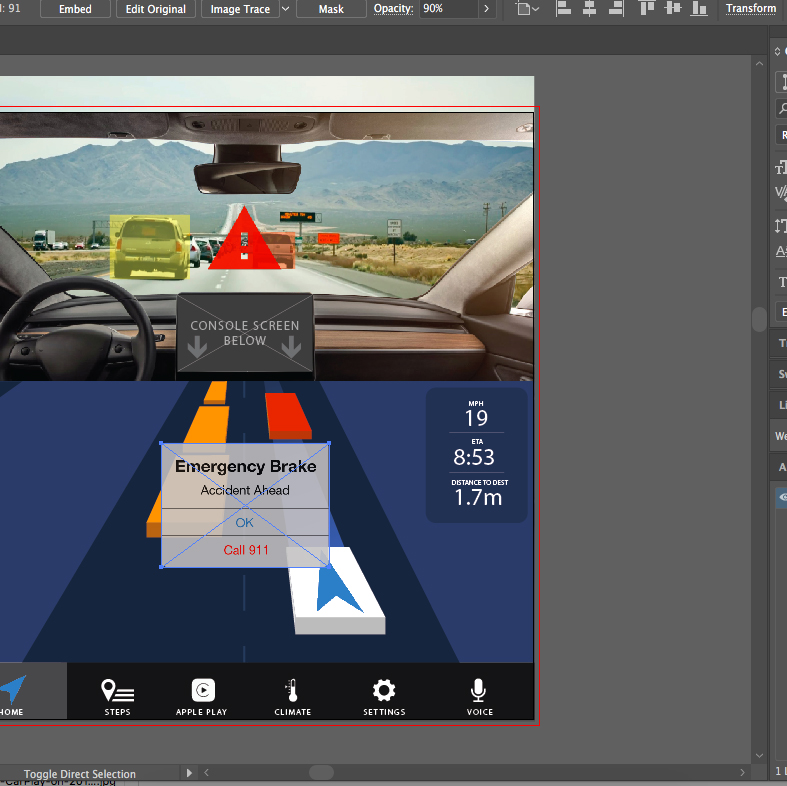 : 91 Embed Edit Original Image Trace Mask Opacity: 90% Transform
CONSOLE SCREEN
BELOW
MPH
19
ETA
8:53
DISTANCE TO DEST
1.7m
Emergency Brake
Accident Ahead
OK
Call 911
HOME
STEPS
APPLE PLAY
CLIMATE
SETTINGS
VOICE
Toggle Direct Selection